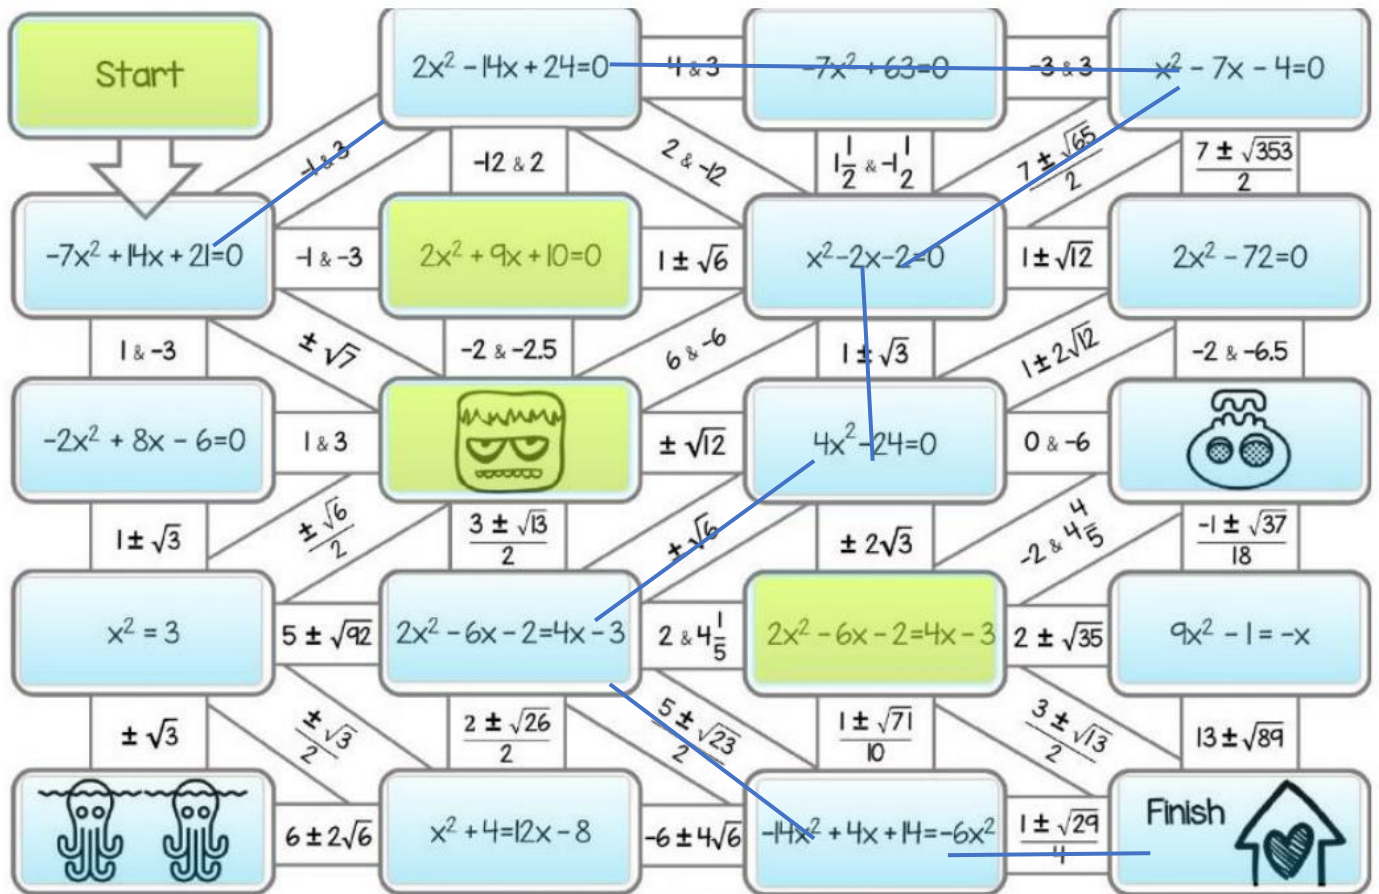 Start
2x² - 14x + 24=0
4 & 3
-7x² + 63=0
-3 & 3
x² - 7x - 4=0
-1 & 3
-12 & 2
2 & -12
1 1/2 & -1 1/2
7 ± √65 / 2
7 ± √353 / 2
-7x² + 14x + 21=0
-1 & -3
2x² + 9x + 10=0
1 ± √6
x² - 2x - 2=0
1 ± √12
2x² - 72=0
1 & -3
± √7
-2 & -2.5
6 & -6
1 ± √3
1 ± 2√12
-2 & -6.5
-2x² + 8x - 6=0
1 & 3
± √12
4x² - 24=0
0 & -6
1 ± √3
± √6 / 2
3 ± √13 / 2
± √6
± 2√3
-2 & 4 4/5
-1 ± √37 / 18
x² = 3
5 ± √92
2x² - 6x - 2=4x - 3
2 & 4 1/5
2x² - 6x - 2=4x - 3
2 ± √35
9x² - 1 = -x
± √3
± √3 / 2
2 ± √26 / 2
5 ± √23 / 2
1 ± √71 / 10
3 ± √13 / 2
13 ± √89
6 ± 2√6
x² + 4=12x - 8
-6 ± 4√6
-14x² + 4x + 14=-6x²
1 ± √29 / 4
Finish